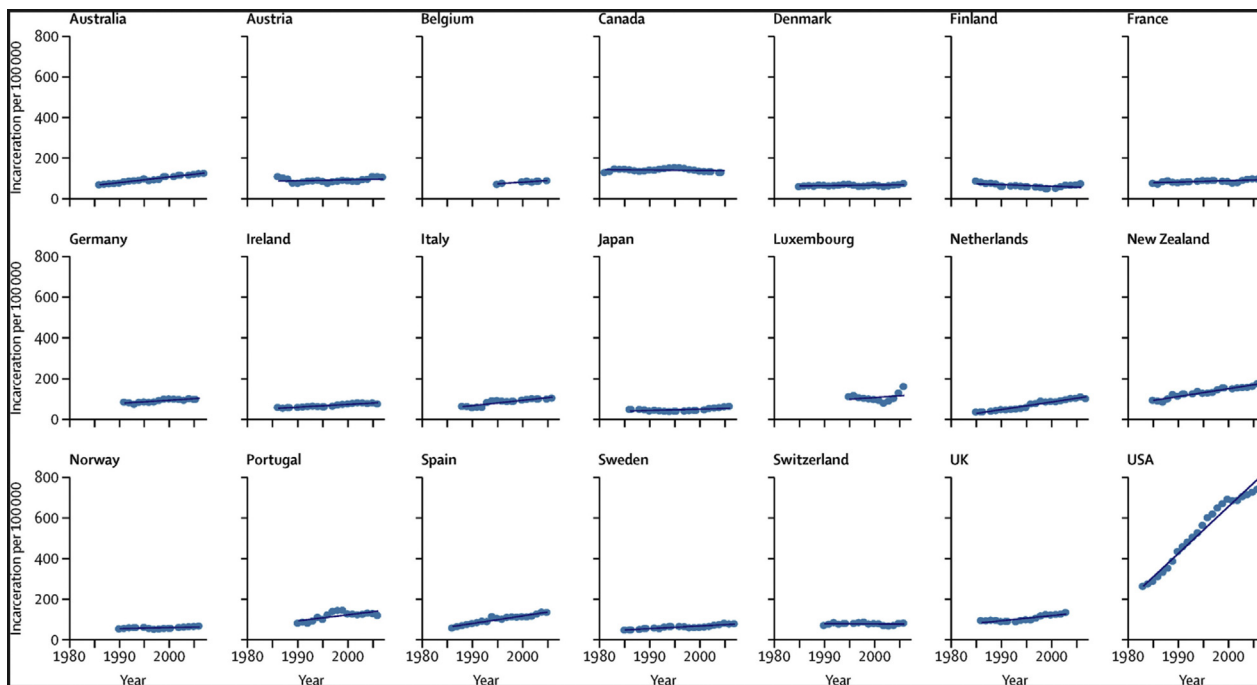 Australia Austria Belgium Canada Denmark Finland France
Incarceration per 100 000
800
600
400
200
0
Germany Ireland Italy Japan Luxembourg Netherlands New Zealand
Incarceration per 100 000
800
600
400
200
0
Norway Portugal Spain Sweden Switzerland UK USA
Incarceration per 100 000
800
600
400
200
0
1980 1990 2000 1980 1990 2000 1980 1990 2000 1980 1990 2000 1980 1990 2000 1980 1990 2000 1980 1990 2000
Year Year Year Year Year Year Year